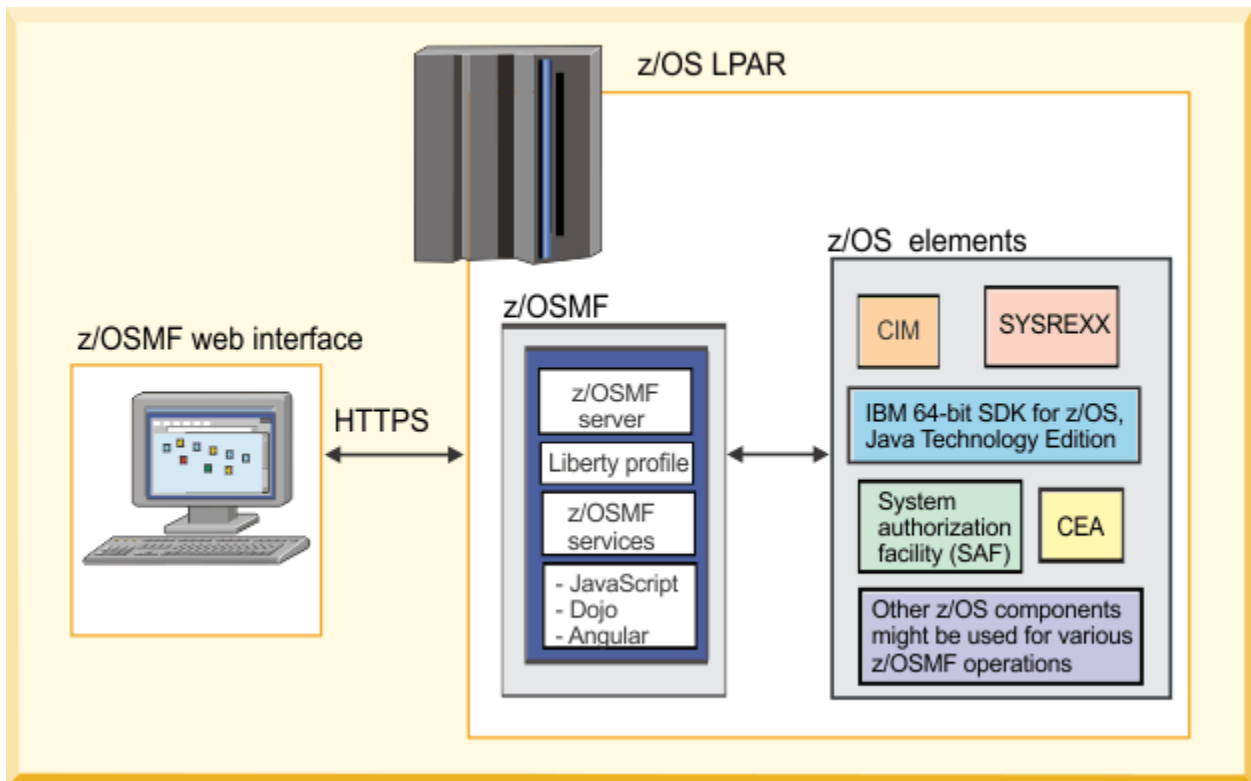 z/OS LPAR
z/OSMF web interface
HTTPS
z/OSMF
z/OSMF
server
Liberty profile
z/OSMF
services
- JavaScript
- Dojo
- Angular
z/OS elements
CIM
SYSREXX
IBM 64-bit SDK for z/OS,
Java Technology Edition
System
authorization
facility (SAF)
CEA
Other z/OS components
might be used for various
z/OSMF operations